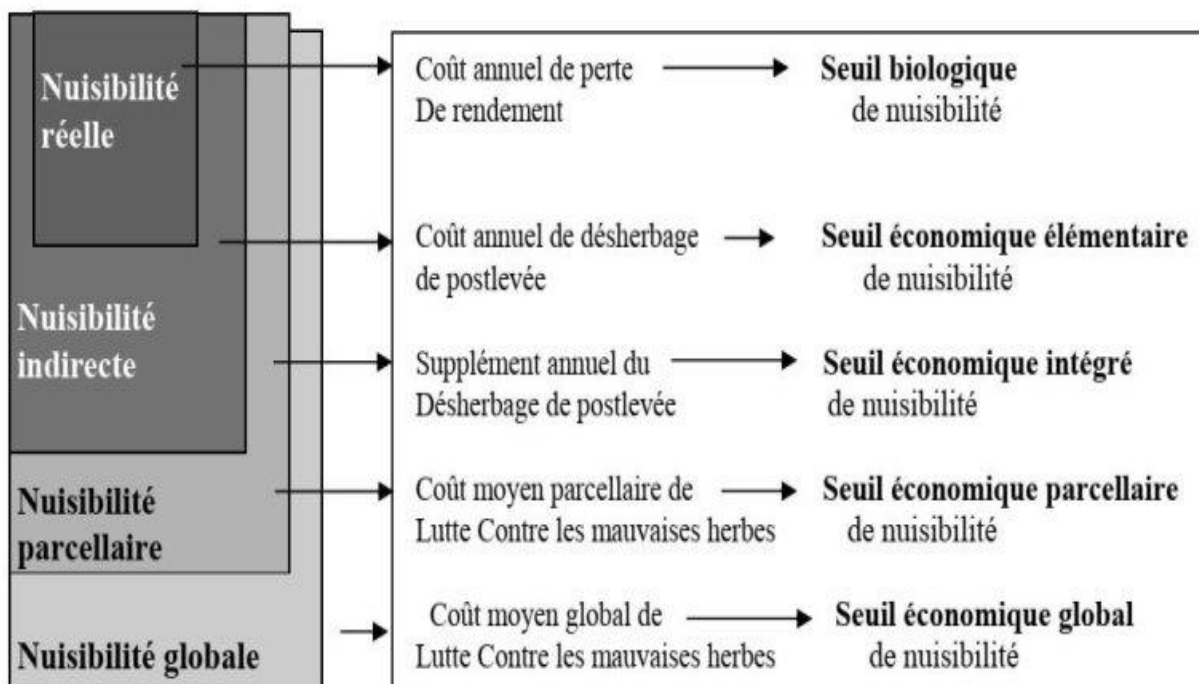 Nuisibilité
réelle
Coût annuel de perte
De rendement
Seuil biologique
de nuisibilité
Coût annuel de désherbage
de postlevée
Seuil économique élémentaire
de nuisibilité
Nuisibilité
indirecte
Supplément annuel du
Désherbage de postlevée
Seuil économique intégré
de nuisibilité
Nuisibilité
parcellaire
Coût moyen parcellaire de
Lutte Contre les mauvaises herbes
Seuil économique parcellaire
de nuisibilité
Nuisibilité globale
Coût moyen global de
Lutte Contre les mauvaises herbes
Seuil économique global
de nuisibilité